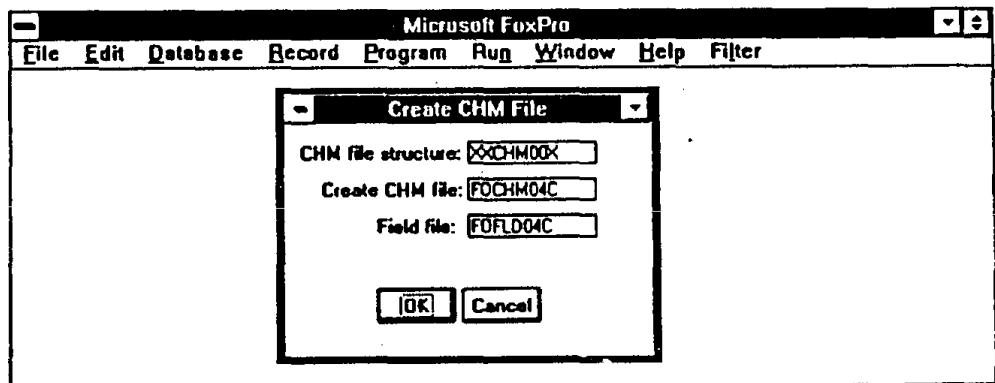 Microsoft FoxPro
File Edit Database Record Program Run Window Help Filter
Create CHM File
CHM file structure: XXCHM00X
Create CHM file: FOCHM04C
Field file: FOFLD04C
OK Cancel